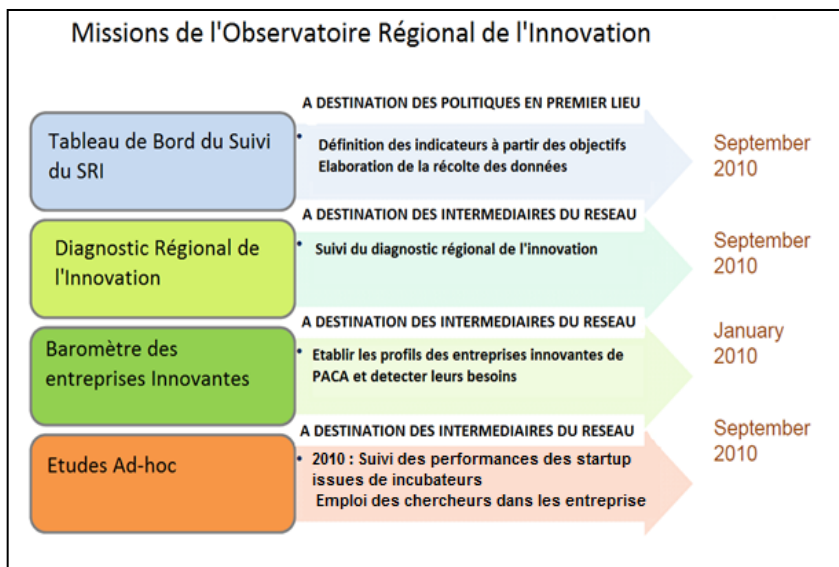 Missions de l'Observatoire Régional de l'Innovation
A DESTINATION DES POLITIQUES EN PREMIER LIEU
Tableau de Bord du Suivi
du SRI
• Définition des indicateurs à partir des objectifs
Elaboration de la récolte des données
September
2010
A DESTINATION DES INTERMEDIAIRES DU RESEAU
Diagnostic Régional de
l'Innovation
• Suivi du diagnostic régional de l'innovation
September
2010
A DESTINATION DES INTERMEDIAIRES DU RESEAU
Baromètre des
entreprises Innovantes
• Etablir les profils des entreprises innovantes de
PACA et detecter leurs besoins
January
2010
A DESTINATION DES INTERMEDIAIRES DU RESEAU
Etudes Ad-hoc
• 2010 : Suivi des performances des startup
issues de incubateurs
Emploi des chercheurs dans les entreprise
September
2010